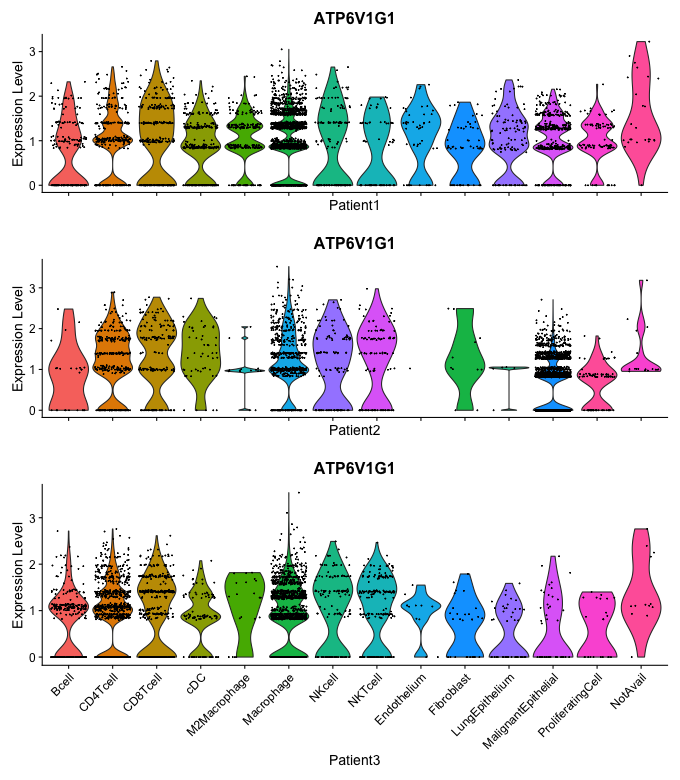 ATP6V1G1
Expression Level
3
2
1
0
Patient1
ATP6V1G1
Expression Level
3
2
1
0
Patient2
ATP6V1G1
Expression Level
3
2
1
0
Bcell
CD4Tcell
CD8Tcell
cDC
M2Macrophage
Macrophage
NKcell
NKTcell
Endothelium
Fibroblast
LungEpithelium
MalignantEpithelial
ProliferatingCell
NotAvail
Patient3